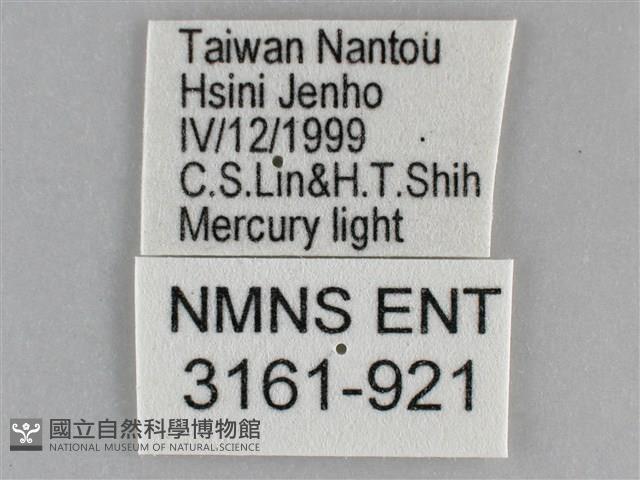 Taiwan Nantou
Hsini Jenho
IV/12/1999
C.S.Lin&H.T.Shih
Mercury light
NMNS ENT
3161-921
國立自然科學博物館
NATIONAL MUSEUM OF NATURAL SCIENCE